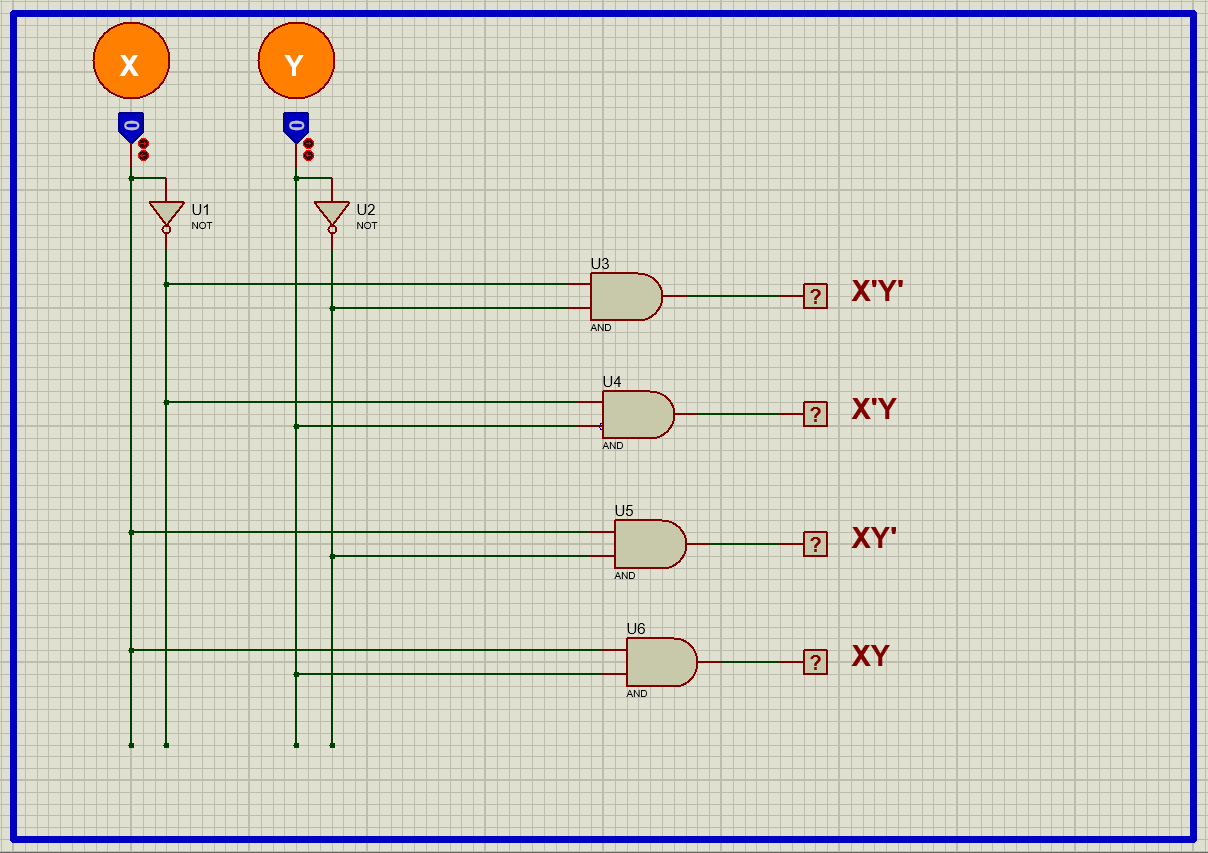 X Y
0 0
U1 U2
NOT NOT
U3
AND
? X'Y'
U4
AND
? X'Y
U5
AND
? XY'
U6
AND
? XY